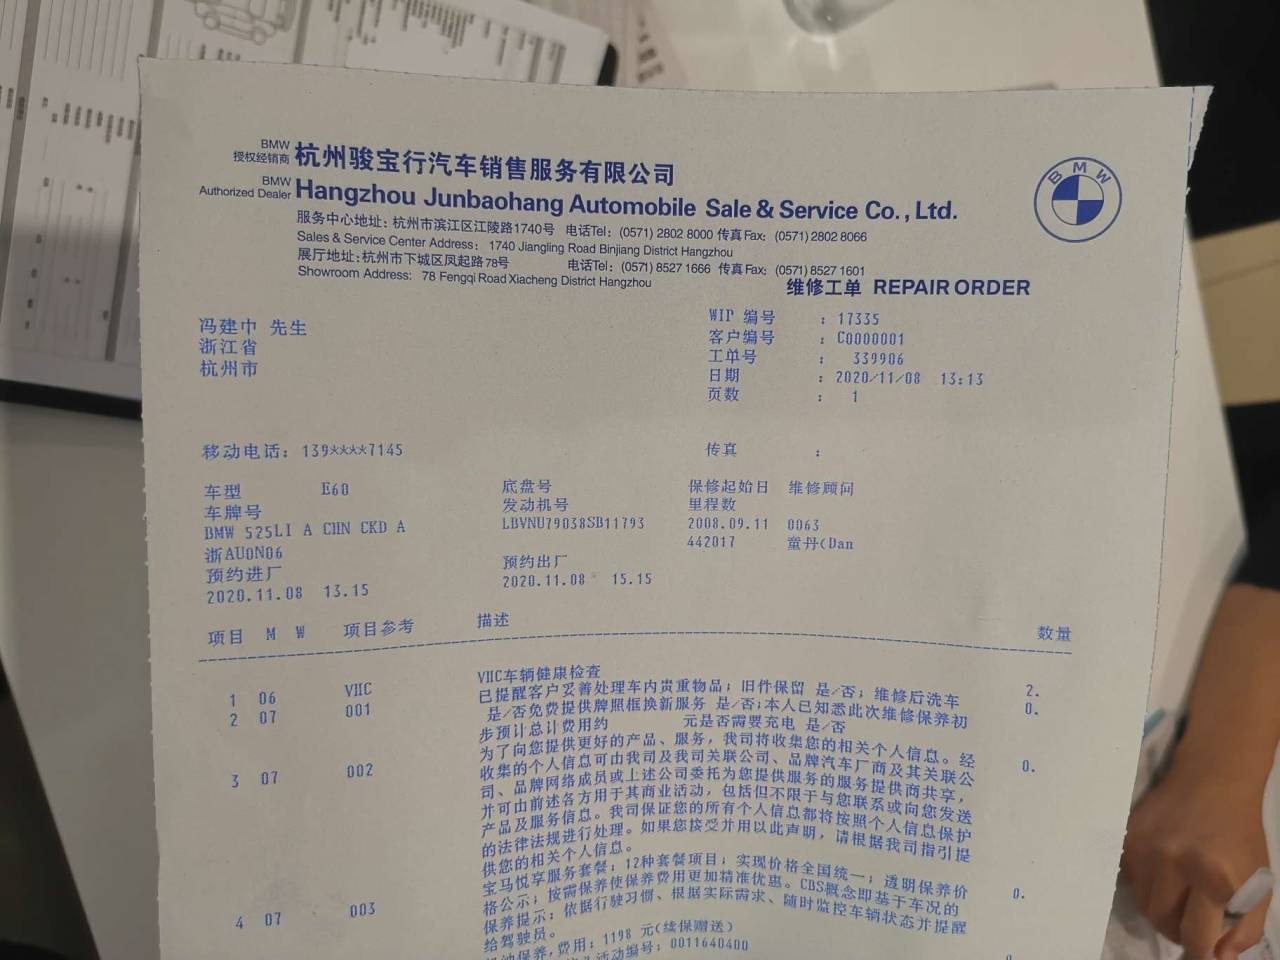 BMW
授权经销商 杭州骏宝行汽车销售服务有限公司
BMW
Authorized Dealer Hangzhou Junbaohang Automobile Sale & Service Co., Ltd.
服务中心地址: 杭州市滨江区江陵路1740号 电话Tel: (0571) 2802 8000 传真Fax: (0571) 2802 8066
Sales & Service Center Address: 1740 Jiangling Road Binjiang District Hangzhou
展厅地址: 杭州市下城区凤起路78号 电话Tel: (0571) 8527 1666 传真Fax: (0571) 8527 1601
Showroom Address: 78 Fengqi Road Xiacheng District Hangzhou
BMW
维修工单 REPAIR ORDER
冯建巾 先生
浙江省
杭州市
WIP 编号 : 17335
客户编号 : C0000001
工单号 : 339906
日期 : 2020/11/08 13:13
页数 : 1
移动电话: 139****7145 传真 :
车型 E60 底盘号 保修起始日 维修顾问
车牌号 发动机号 里程数
BMW 525LI A CHN CKD A LBVNU79038SB11793 2008.09.11 0063
浙AU0N06 442017 童丹(Dan
预约进厂 预约出厂
2020.11.08 13.15 2020.11.08 15.15
项目 M W 项目参考 描述 数量
1 06 VHC VHC车辆健康检查 2.
2 07 001 已提醒客户妥善处理车内贵重物品; 旧件保留 是/否; 维修后洗车 0.
是/否免费提供牌照框换新服务 是/否;本人已知悉此次维修保养初
步预计总计费用约 元是否需要充电 是/否
3 07 002 为了向您提供更好的产品、服务, 我司将收集您的相关个人信息。经 0.
收集的个人信息可由我司及我司关联公司、品牌汽车厂商及其关联公
司、品牌网络成员或上述公司委托为您提供服务的服务提供商共享,
并可由前述各方用于其商业活动, 包括但不限于与您联系或向您发送
产品及服务信息。我司保证您的所有个人信息都将按照个人信息保护
的法律法规进行处理。如果您接受并用以此声明, 请根据我司指引提
供您的相关个人信息。
4 07 003 宝马悦享服务套餐: 12种套餐项目; 实现价格全国统一; 透明保养价 0.
格公示; 按需保养使保养费用更加精准优惠。CBS概念即基于车况的
保养提示: 依据行驶习惯、根据实际需求、随时监控车辆状态并提醒
给驾驶员。
机油保养, 费用: 1198 元(续保赠送)
活动编号: 0011640400